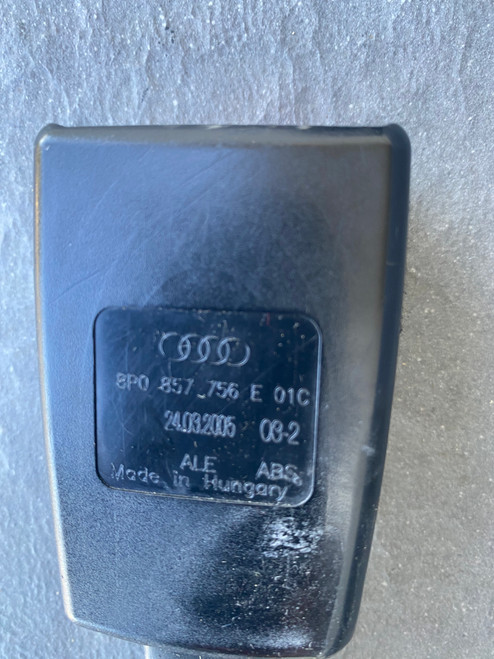 8P0 857 756 E 01C
24.03.2005 03-2
ALE ABS
Made in Hungary